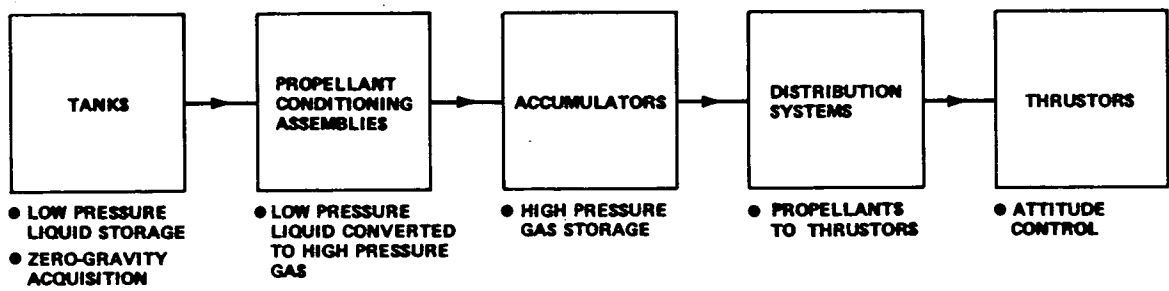 TANKS
PROPELLANT
CONDITIONING
ASSEMBLIES
ACCUMULATORS
DISTRIBUTION
SYSTEMS
THRUSTORS
● LOW PRESSURE
LIQUID STORAGE
● ZERO-GRAVITY
ACQUISITION
● LOW PRESSURE
LIQUID CONVERTED
TO HIGH PRESSURE
GAS
● HIGH PRESSURE
GAS STORAGE
● PROPELLANTS
TO THRUSTORS
● ATTITUDE
CONTROL